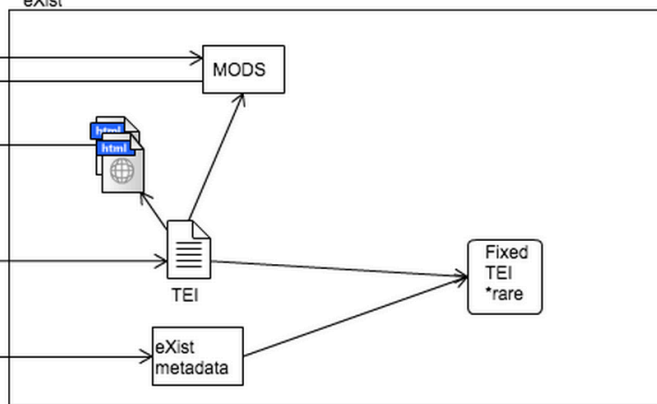 eXist
MODS
html
html
TEI
Fixed
TEI
*rare
eXist
metadata